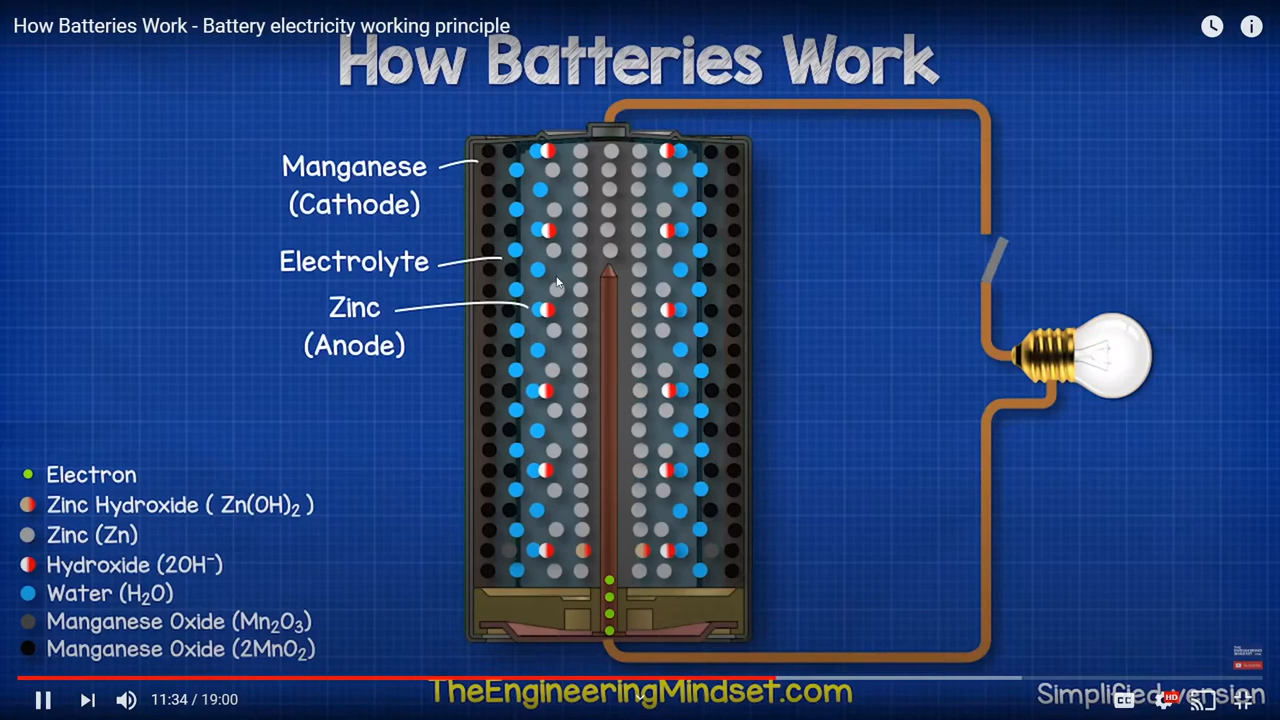 How Batteries Work - Battery electricity working principle
How Batteries Work
Manganese
(Cathode)
Electrolyte
Zinc
(Anode)
Electron
Zinc Hydroxide ( Zn(OH)₂ )
Zinc (Zn)
Hydroxide (2OH⁻)
Water (H₂O)
Manganese Oxide (Mn₂O₃)
Manganese Oxide (2MnO₂)
11:34 / 19:00
TheEngineeringMindset.com
Simplified version
CC
HD